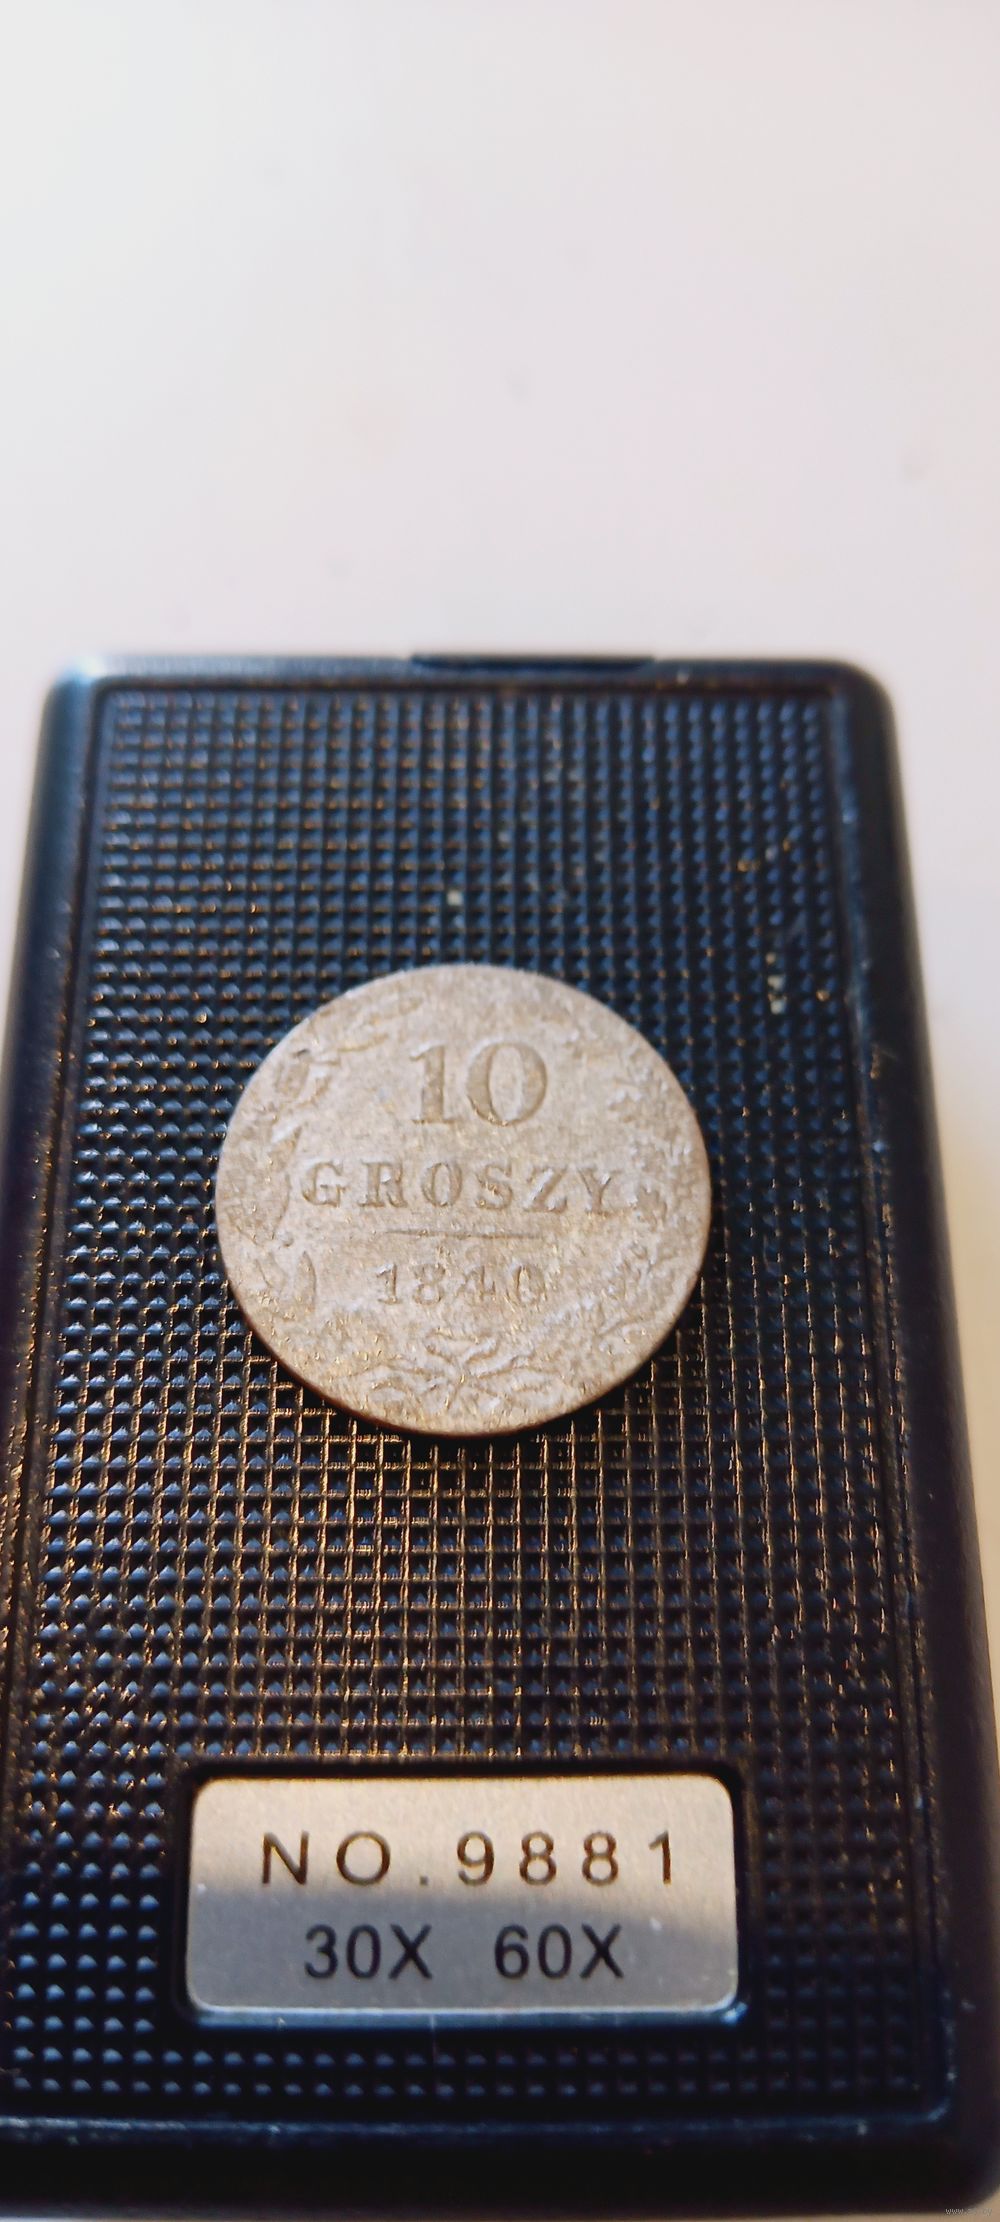 10
GROSZY
1840
NO.9881
30X 60X